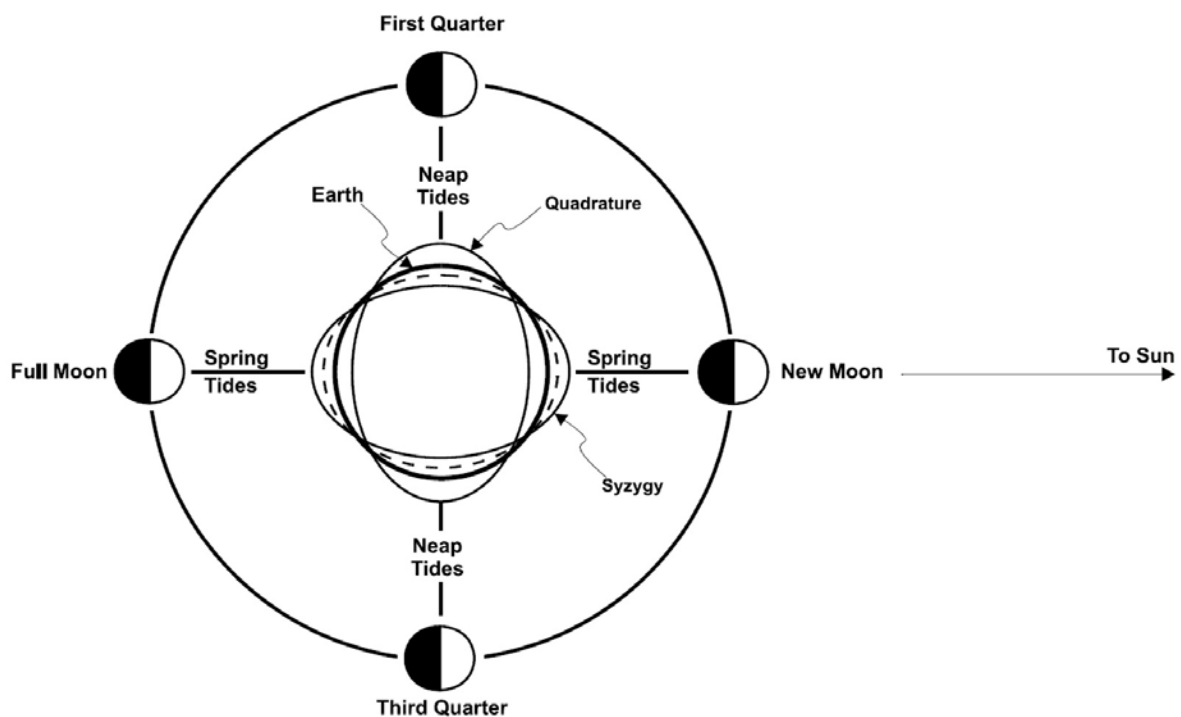 First Quarter
Neap
Tides
Earth
Quadrature
Full Moon
Spring
Tides
Spring
Tides
New Moon
To Sun
Syzygy
Neap
Tides
Third Quarter